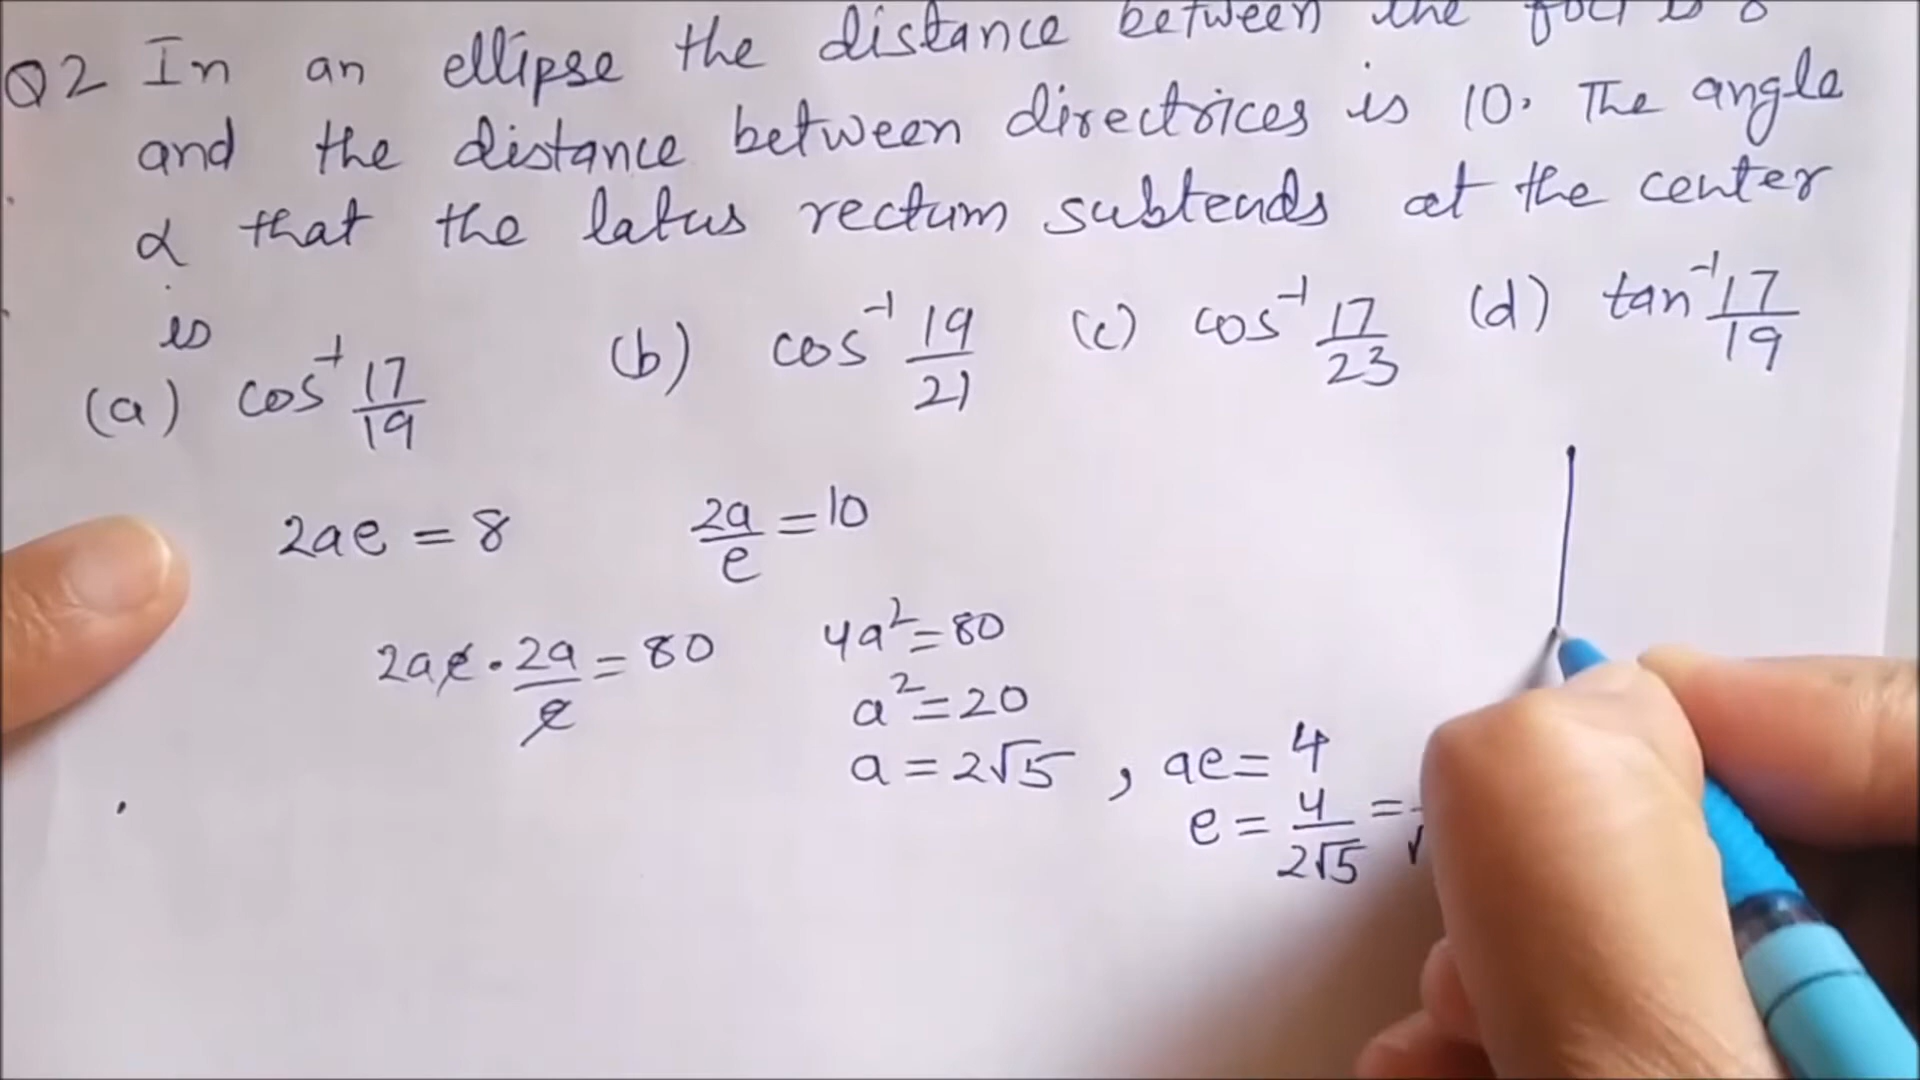 Q2 In an ellipse the distance between the foci is 8
and the distance between directrices is 10. The angle
α that the latus rectum subtends at the center
is
(a) cos⁻¹ 17/19 (b) cos⁻¹ 19/21 (c) cos⁻¹ 17/23 (d) tan⁻¹ 17/19
2ae = 8 2a/e = 10
2ae · 2a/e = 80 4a² = 80
a² = 20
a = 2√5 , ae = 4
e = 4/2√5 =